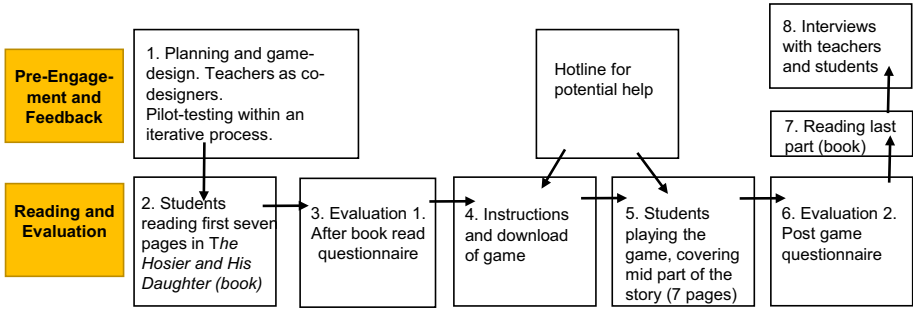 Pre-Engage-
ment and
Feedback
1. Planning and game-
design. Teachers as co-
designers.
Pilot-testing within an
iterative process.
Hotline for
potential help
8. Interviews
with teachers
and students
7. Reading last
part (book)
Reading and
Evaluation
2. Students
reading first seven
pages in The
Hosier and His
Daughter (book)
3. Evaluation 1.
After book read
questionnaire
4. Instructions
and download
of game
5. Students
playing the
game, covering
mid part of the
story (7 pages)
6. Evaluation 2.
Post game
questionnaire